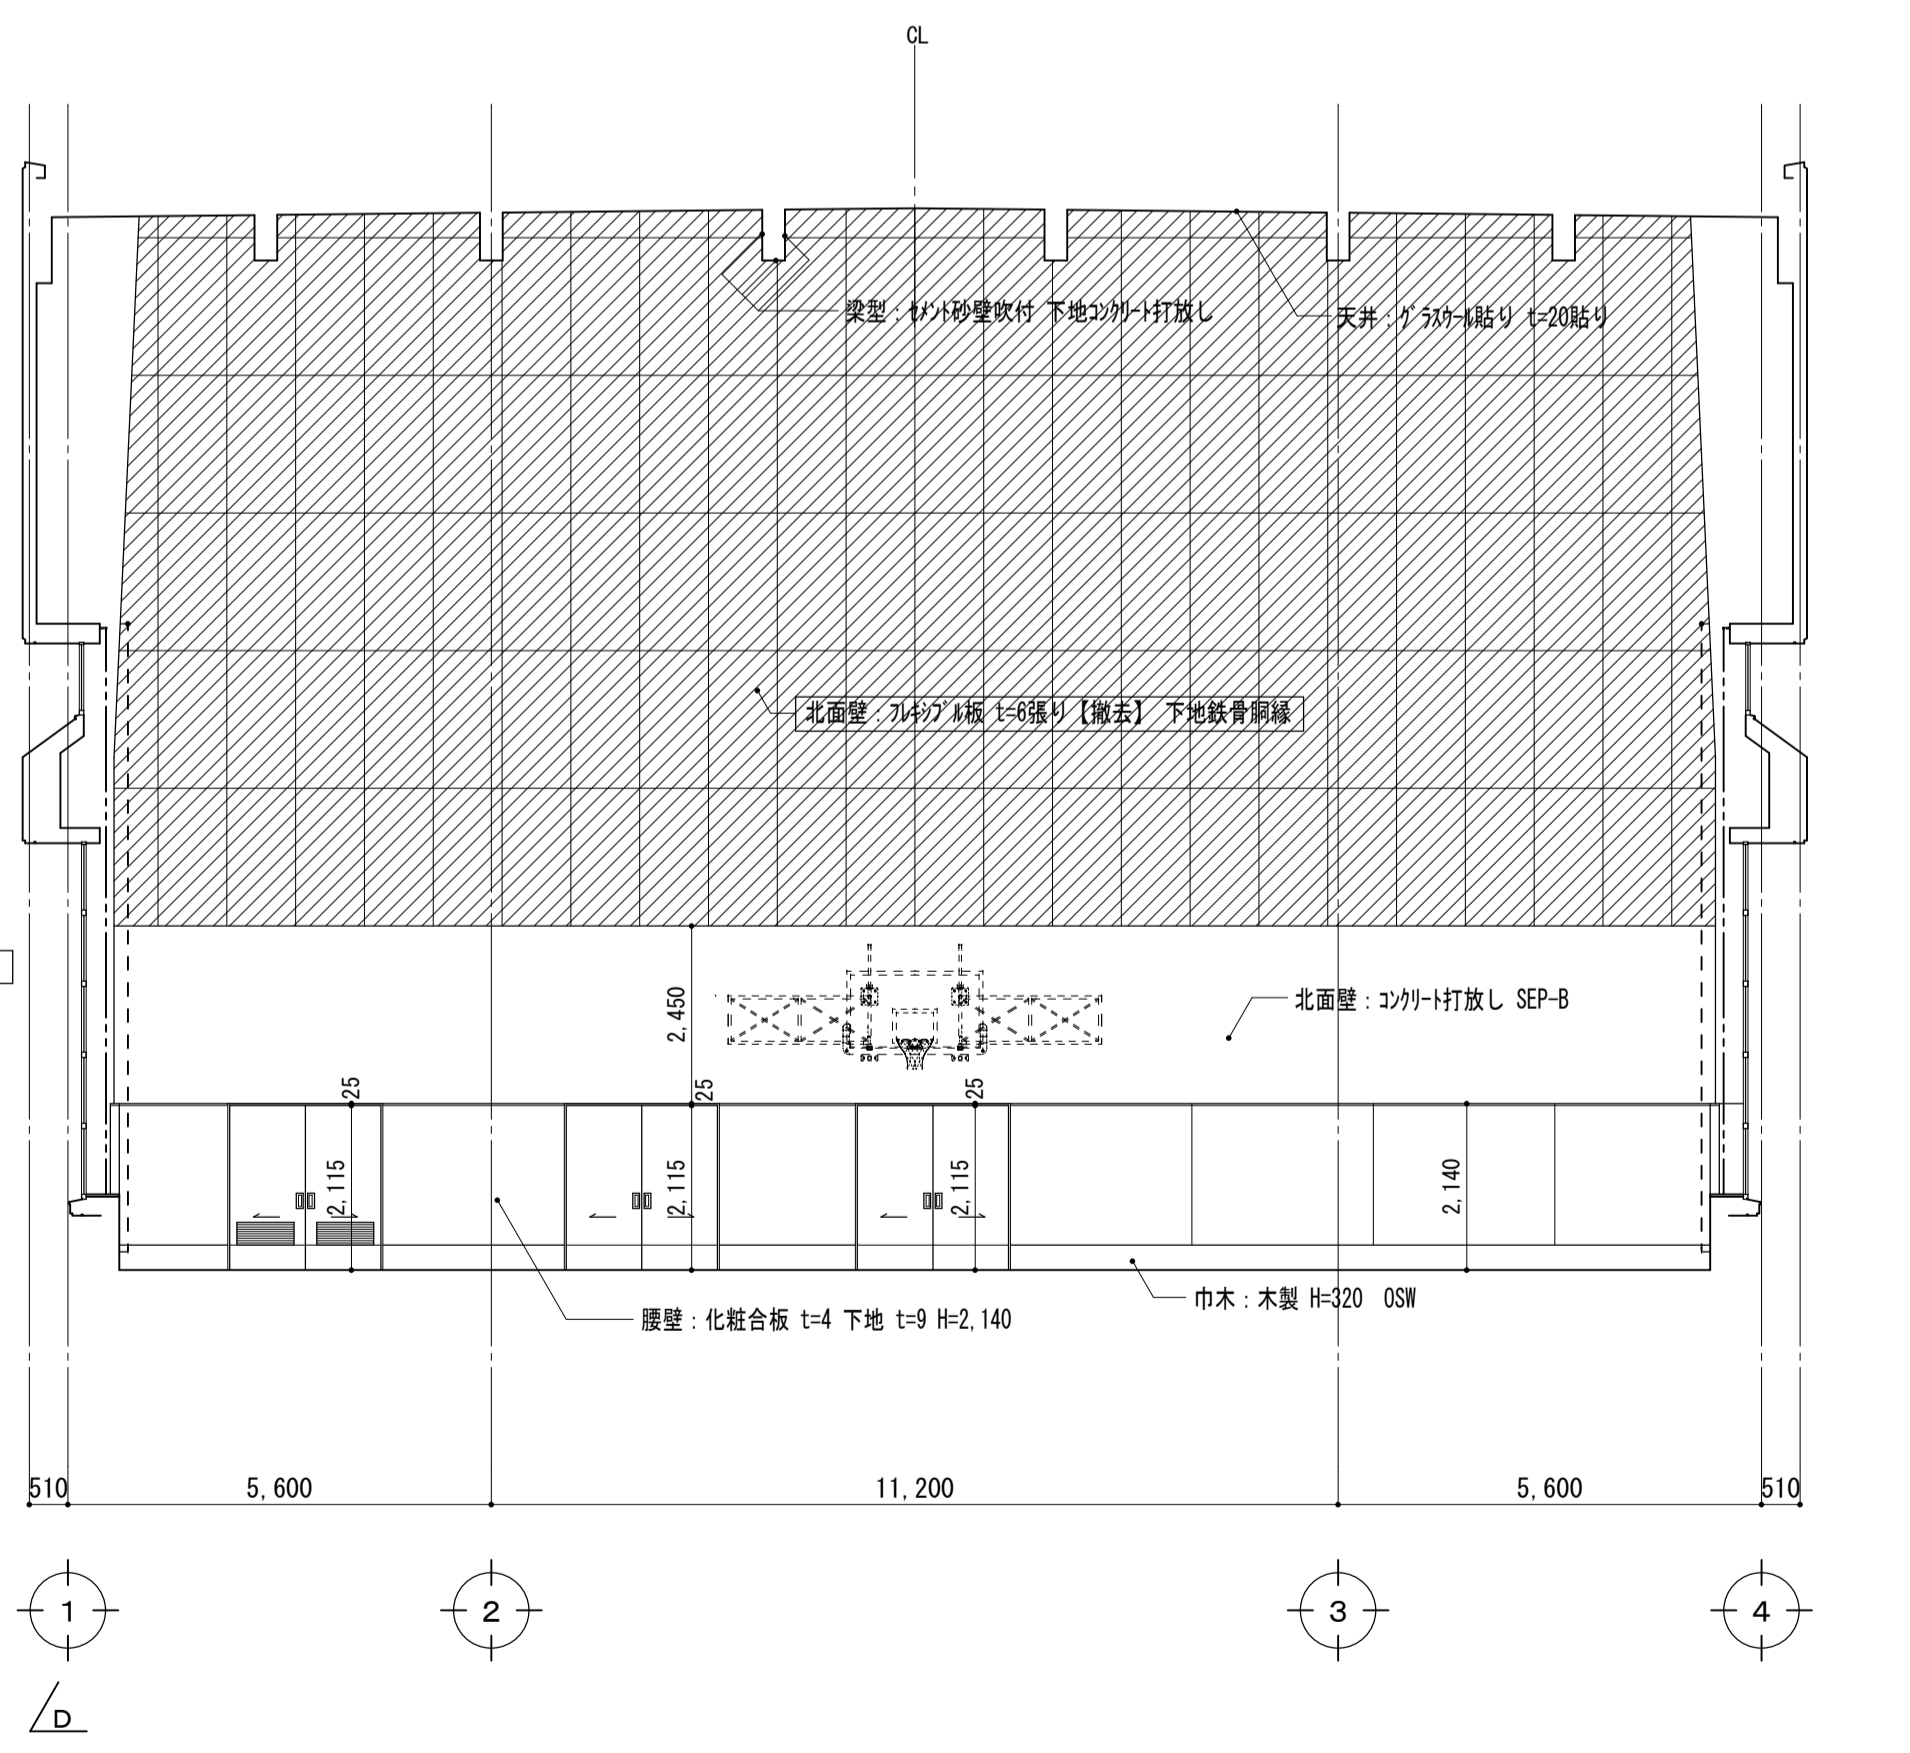 CL
梁型：ｾﾒﾝﾄ砂壁吹付 下地ｺﾝｸﾘｰﾄ打放し
天井：ｸﾞﾗｽｳｰﾙ貼り t=20貼り
北面壁：ﾌﾚｷｼﾌﾞﾙ板 t=6張り【撤去】 下地鉄骨胴縁
2,450
北面壁：ｺﾝｸﾘｰﾄ打放し SEP-B
25
25
25
2,115
2,115
2,115
2,140
巾木：木製 H=320 OSW
腰壁：化粧合板 t=4 下地 t=9 H=2,140
510
5,600
11,200
5,600
510
1
2
3
4
D